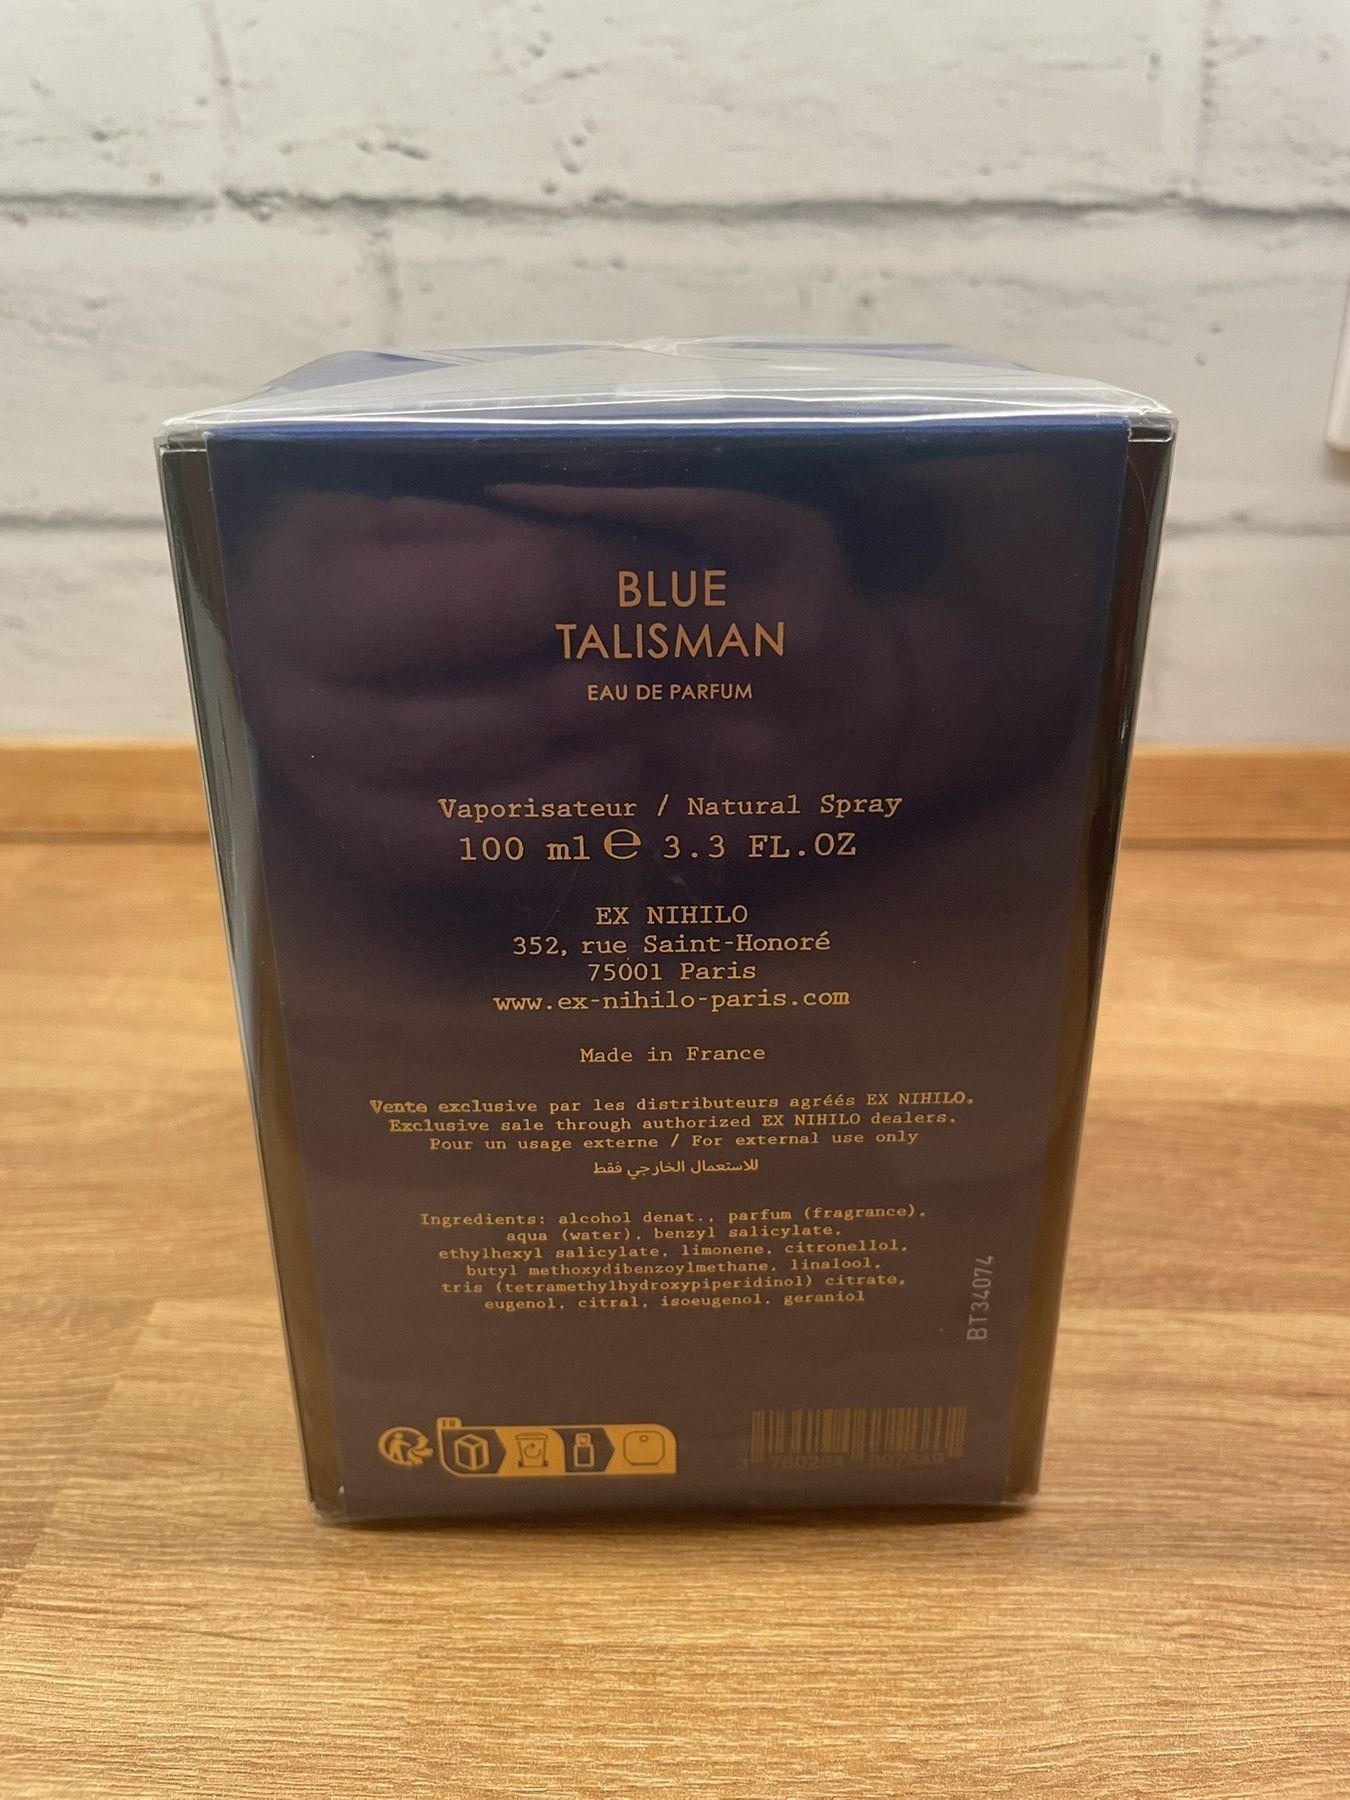 BLUE
TALISMAN
EAU DE PARFUM
Vaporisateur / Natural Spray
100 ml ℮ 3.3 FL.OZ
EX NIHILO
352, rue Saint-Honoré
75001 Paris
www.ex-nihilo-paris.com
Made in France
Vente exclusive par les distributeurs agréés EX NIHILO.
Exclusive sale through authorized EX NIHILO dealers.
Pour un usage externe / For external use only
للاستعمال الخارجي فقط
Ingredients: alcohol denat., parfum (fragrance),
aqua (water), benzyl salicylate,
ethylhexyl salicylate, limonene, citronellol,
butyl methoxydibenzoylmethane, linalool,
tris (tetramethylhydroxypiperidinol) citrate,
eugenol, citral, isoeugenol, geraniol
BT34074
FR
3 760264 097549